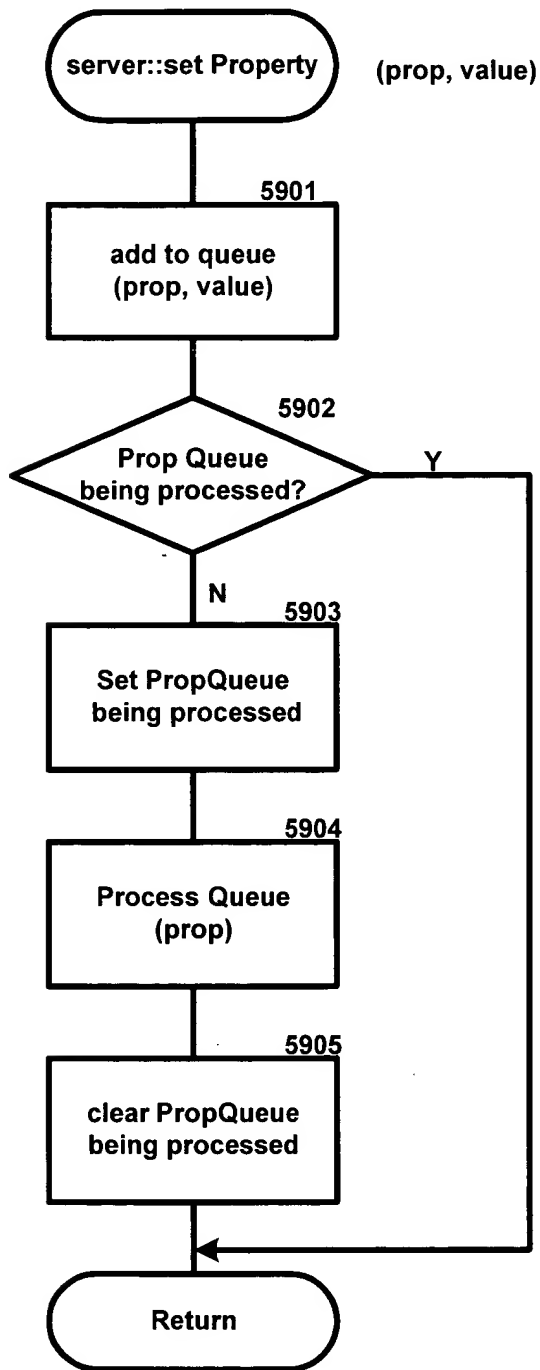 server::set Property
(prop, value)
5901
add to queue
(prop, value)
5902
Prop Queue
being processed?
Y
N
5903
Set PropQueue
being processed
5904
Process Queue
(prop)
5905
clear PropQueue
being processed
Return